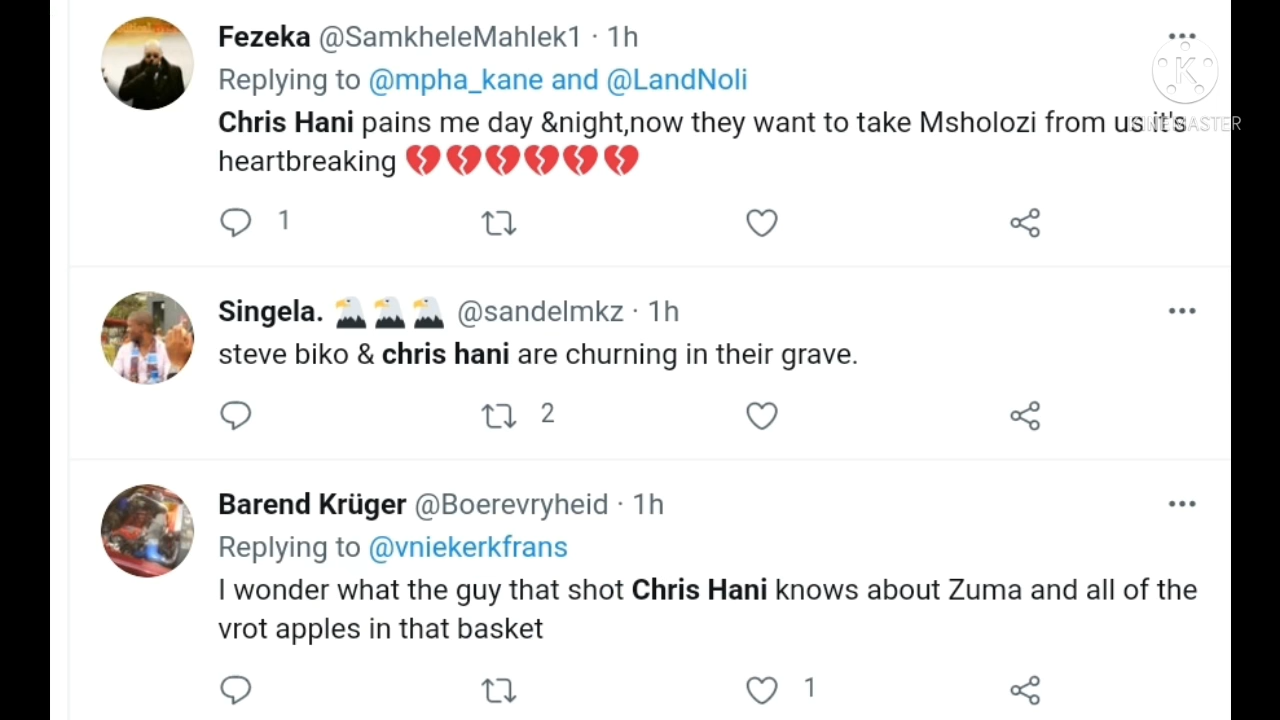 Fezeka @SamkheleMahlek1 · 1h
Replying to @mpha_kane and @LandNoli
Chris Hani pains me day &night,now they want to take Msholozi from us it's
heartbreaking 💔💔💔💔💔💔
1
K
KINEMASTER
Singela. 🦅🦅🦅 @sandelmkz · 1h
steve biko & chris hani are churning in their grave.
2
Barend Krüger @Boerevryheid · 1h
Replying to @vniekerkfrans
I wonder what the guy that shot Chris Hani knows about Zuma and all of the
vrot apples in that basket
1